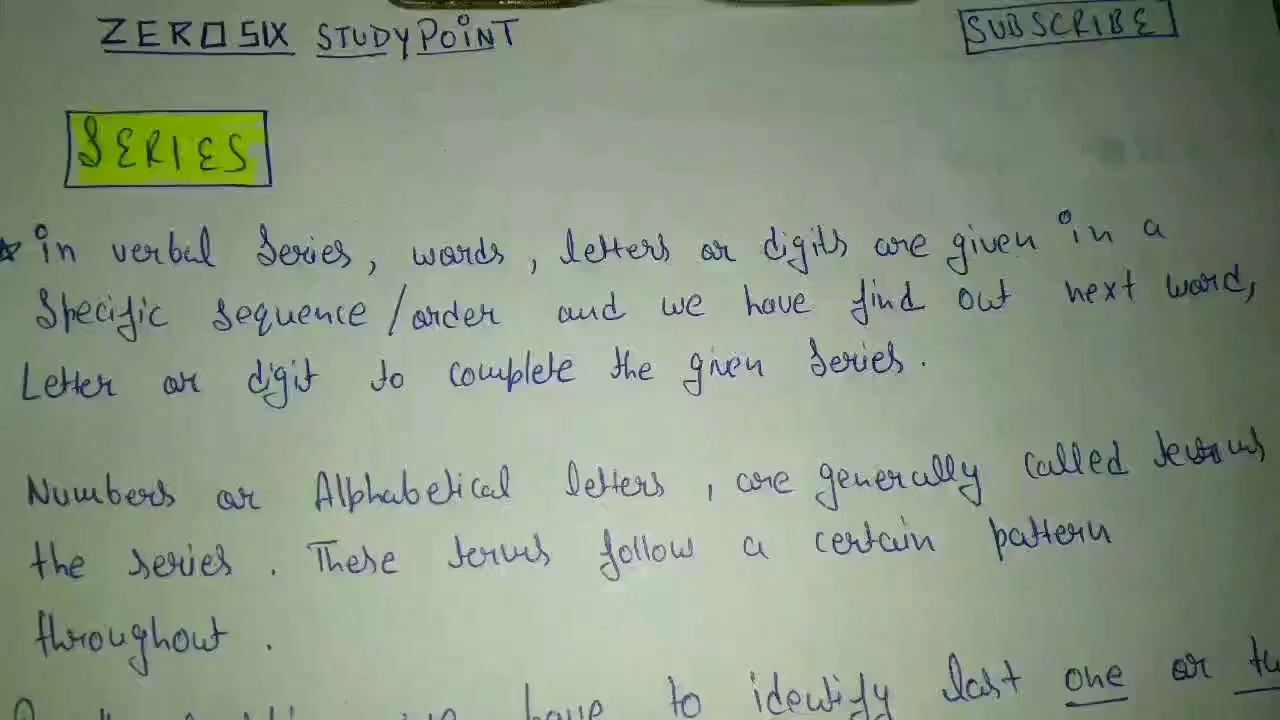 ZERO SIX STUDY POINT
SUBSCRIBE
SERIES
In verbal Series, words, letters or digits are given in a
Specific sequence/order and we have find out next word,
Letter or digit to complete the given Series.
Numbers or Alphabetical letters, are generally called terms
the series. These terms follow a certain pattern
throughout.
have to identify last one or